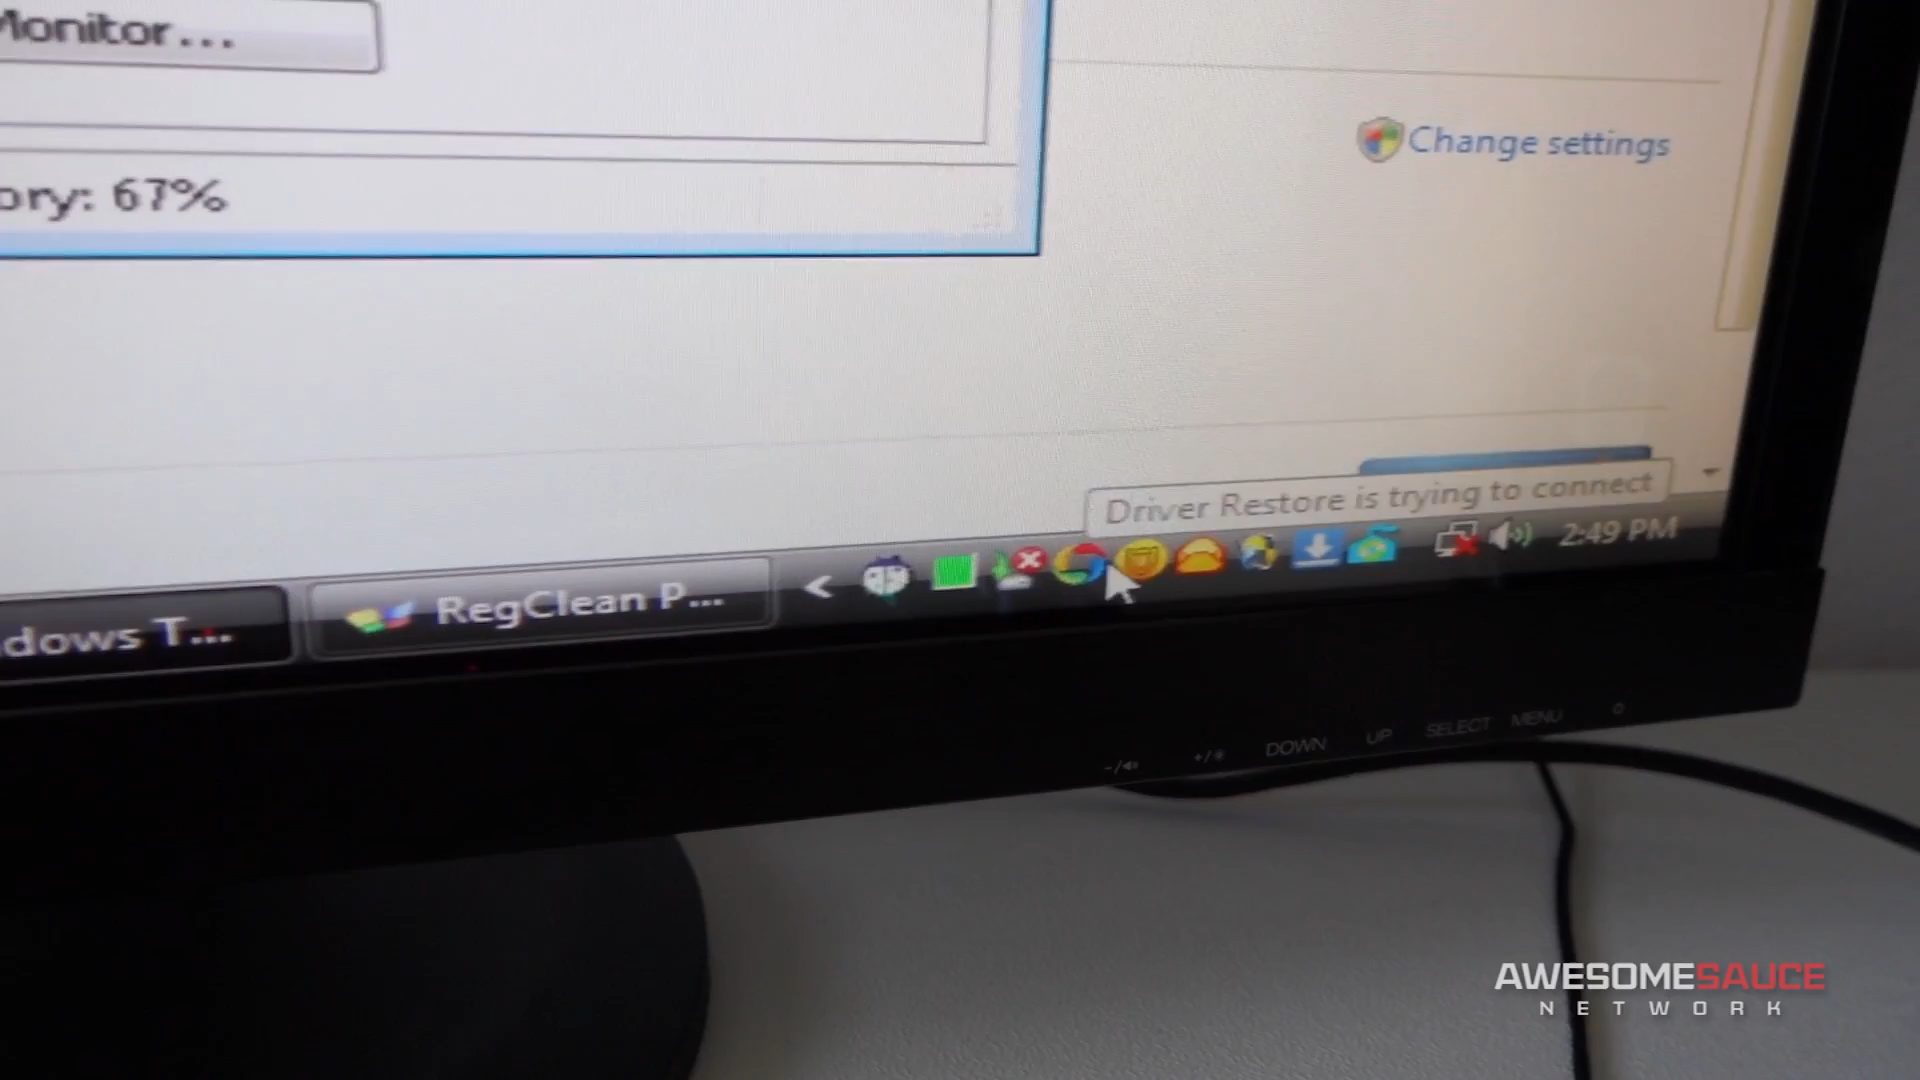 Monitor...
Change settings
ory: 67%
Driver Restore is trying to connect
2:49 PM
dows T...
RegClean P...
-/
+/
DOWN
UP
SELECT
MENU
AWESOMESAUCE
NETWORK